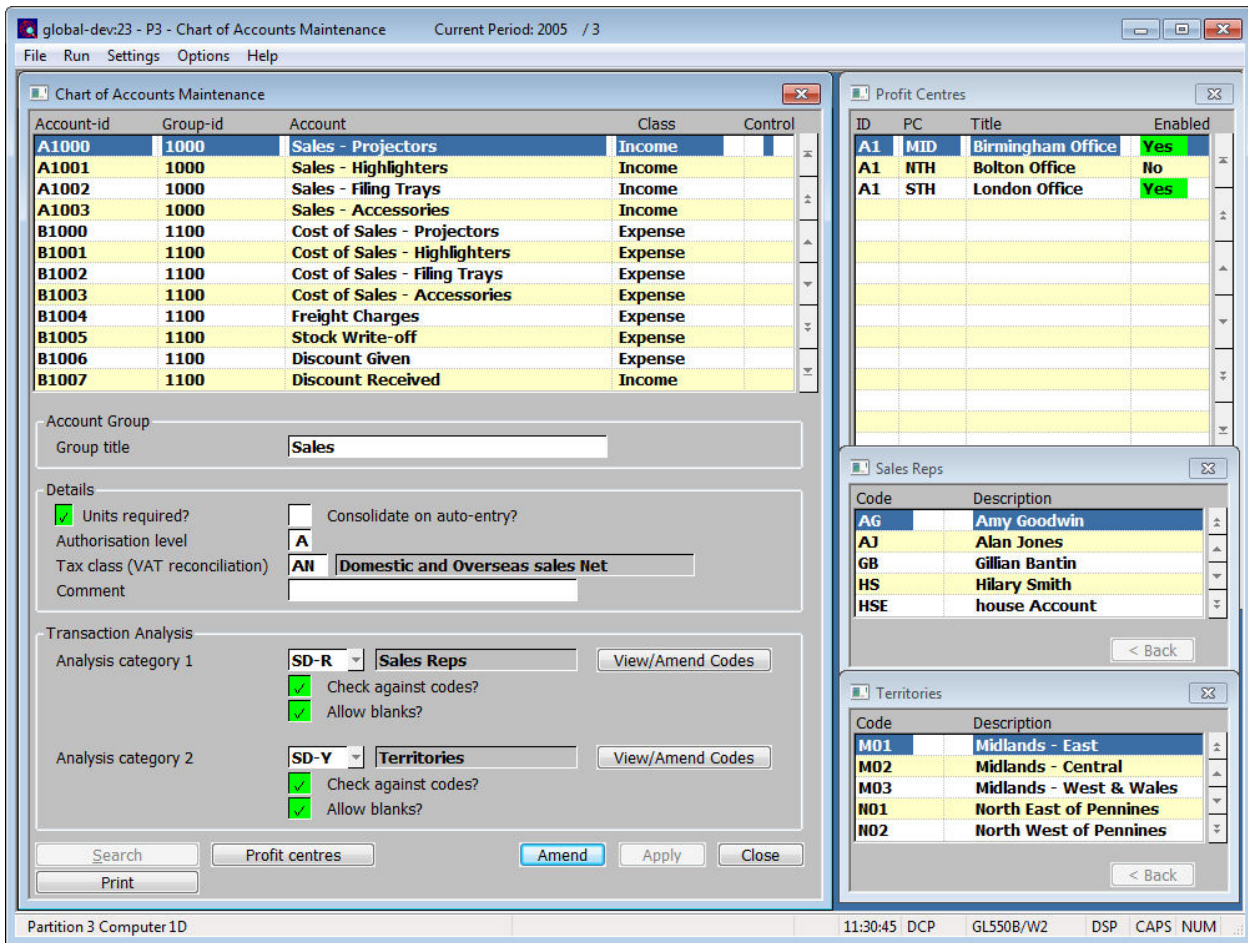 global-dev:23 - P3 - Chart of Accounts Maintenance Current Period: 2005 / 3
File Run Settings Options Help
Chart of Accounts Maintenance
Account-id Group-id Account Class Control
A1000 1000 Sales - Projectors Income
A1001 1000 Sales - Highlighters Income
A1002 1000 Sales - Filing Trays Income
A1003 1000 Sales - Accessories Income
B1000 1100 Cost of Sales - Projectors Expense
B1001 1100 Cost of Sales - Highlighters Expense
B1002 1100 Cost of Sales - Filing Trays Expense
B1003 1100 Cost of Sales - Accessories Expense
B1004 1100 Freight Charges Expense
B1005 1100 Stock Write-off Expense
B1006 1100 Discount Given Expense
B1007 1100 Discount Received Income
Account Group
Group title Sales
Details
Units required? Consolidate on auto-entry?
Authorisation level A
Tax class (VAT reconciliation) AN Domestic and Overseas sales Net
Comment
Transaction Analysis
Analysis category 1 SD-R Sales Reps View/Amend Codes
Check against codes?
Allow blanks?
Analysis category 2 SD-Y Territories View/Amend Codes
Check against codes?
Allow blanks?
Search Profit centres Amend Apply Close
Print
Profit Centres
ID PC Title Enabled
A1 MID Birmingham Office Yes
A1 NTH Bolton Office No
A1 STH London Office Yes
Sales Reps
Code Description
AG Amy Goodwin
AJ Alan Jones
GB Gillian Bantin
HS Hilary Smith
HSE house Account
< Back
Territories
Code Description
M01 Midlands - East
M02 Midlands - Central
M03 Midlands - West & Wales
N01 North East of Pennines
N02 North West of Pennines
< Back
Partition 3 Computer 1D 11:30:45 DCP GL550B/W2 DSP CAPS NUM